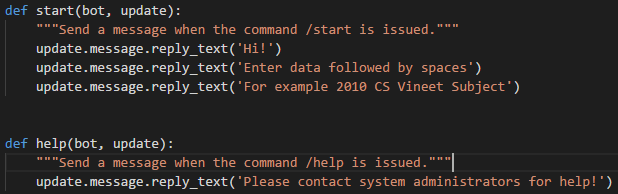 def start(bot, update):
    """Send a message when the command /start is issued."""
    update.message.reply_text('Hi!')
    update.message.reply_text('Enter data followed by spaces')
    update.message.reply_text('For example 2010 CS Vineet Subject')
def help(bot, update):
    """Send a message when the command /help is issued."""
    update.message.reply_text('Please contact system administrators for help!')